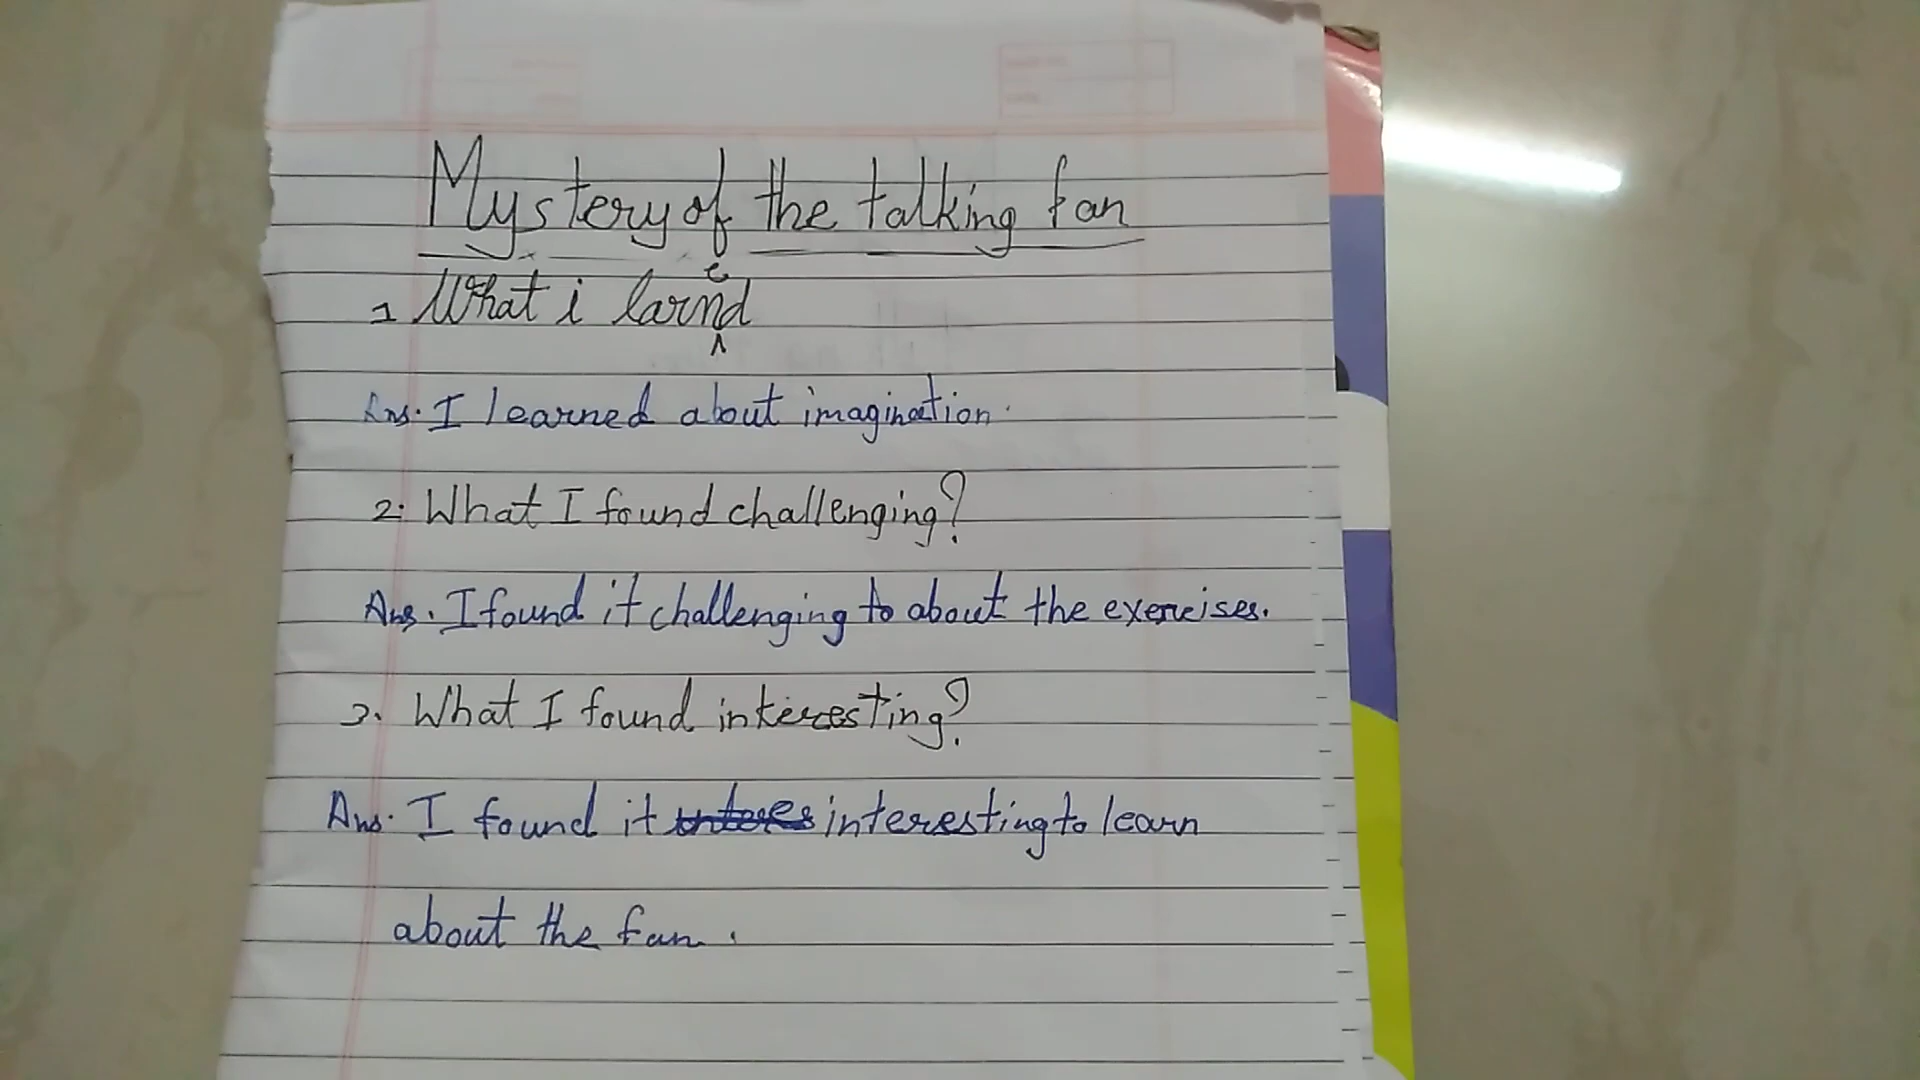 Mystery of the talking fan
1 What i larned
Ans. I learned about imagination.
2. What I found challenging?
Ans. I found it challenging to about the exercises.
3. What I found interesting?
Ans. I found it interesting to learn
about the fan.